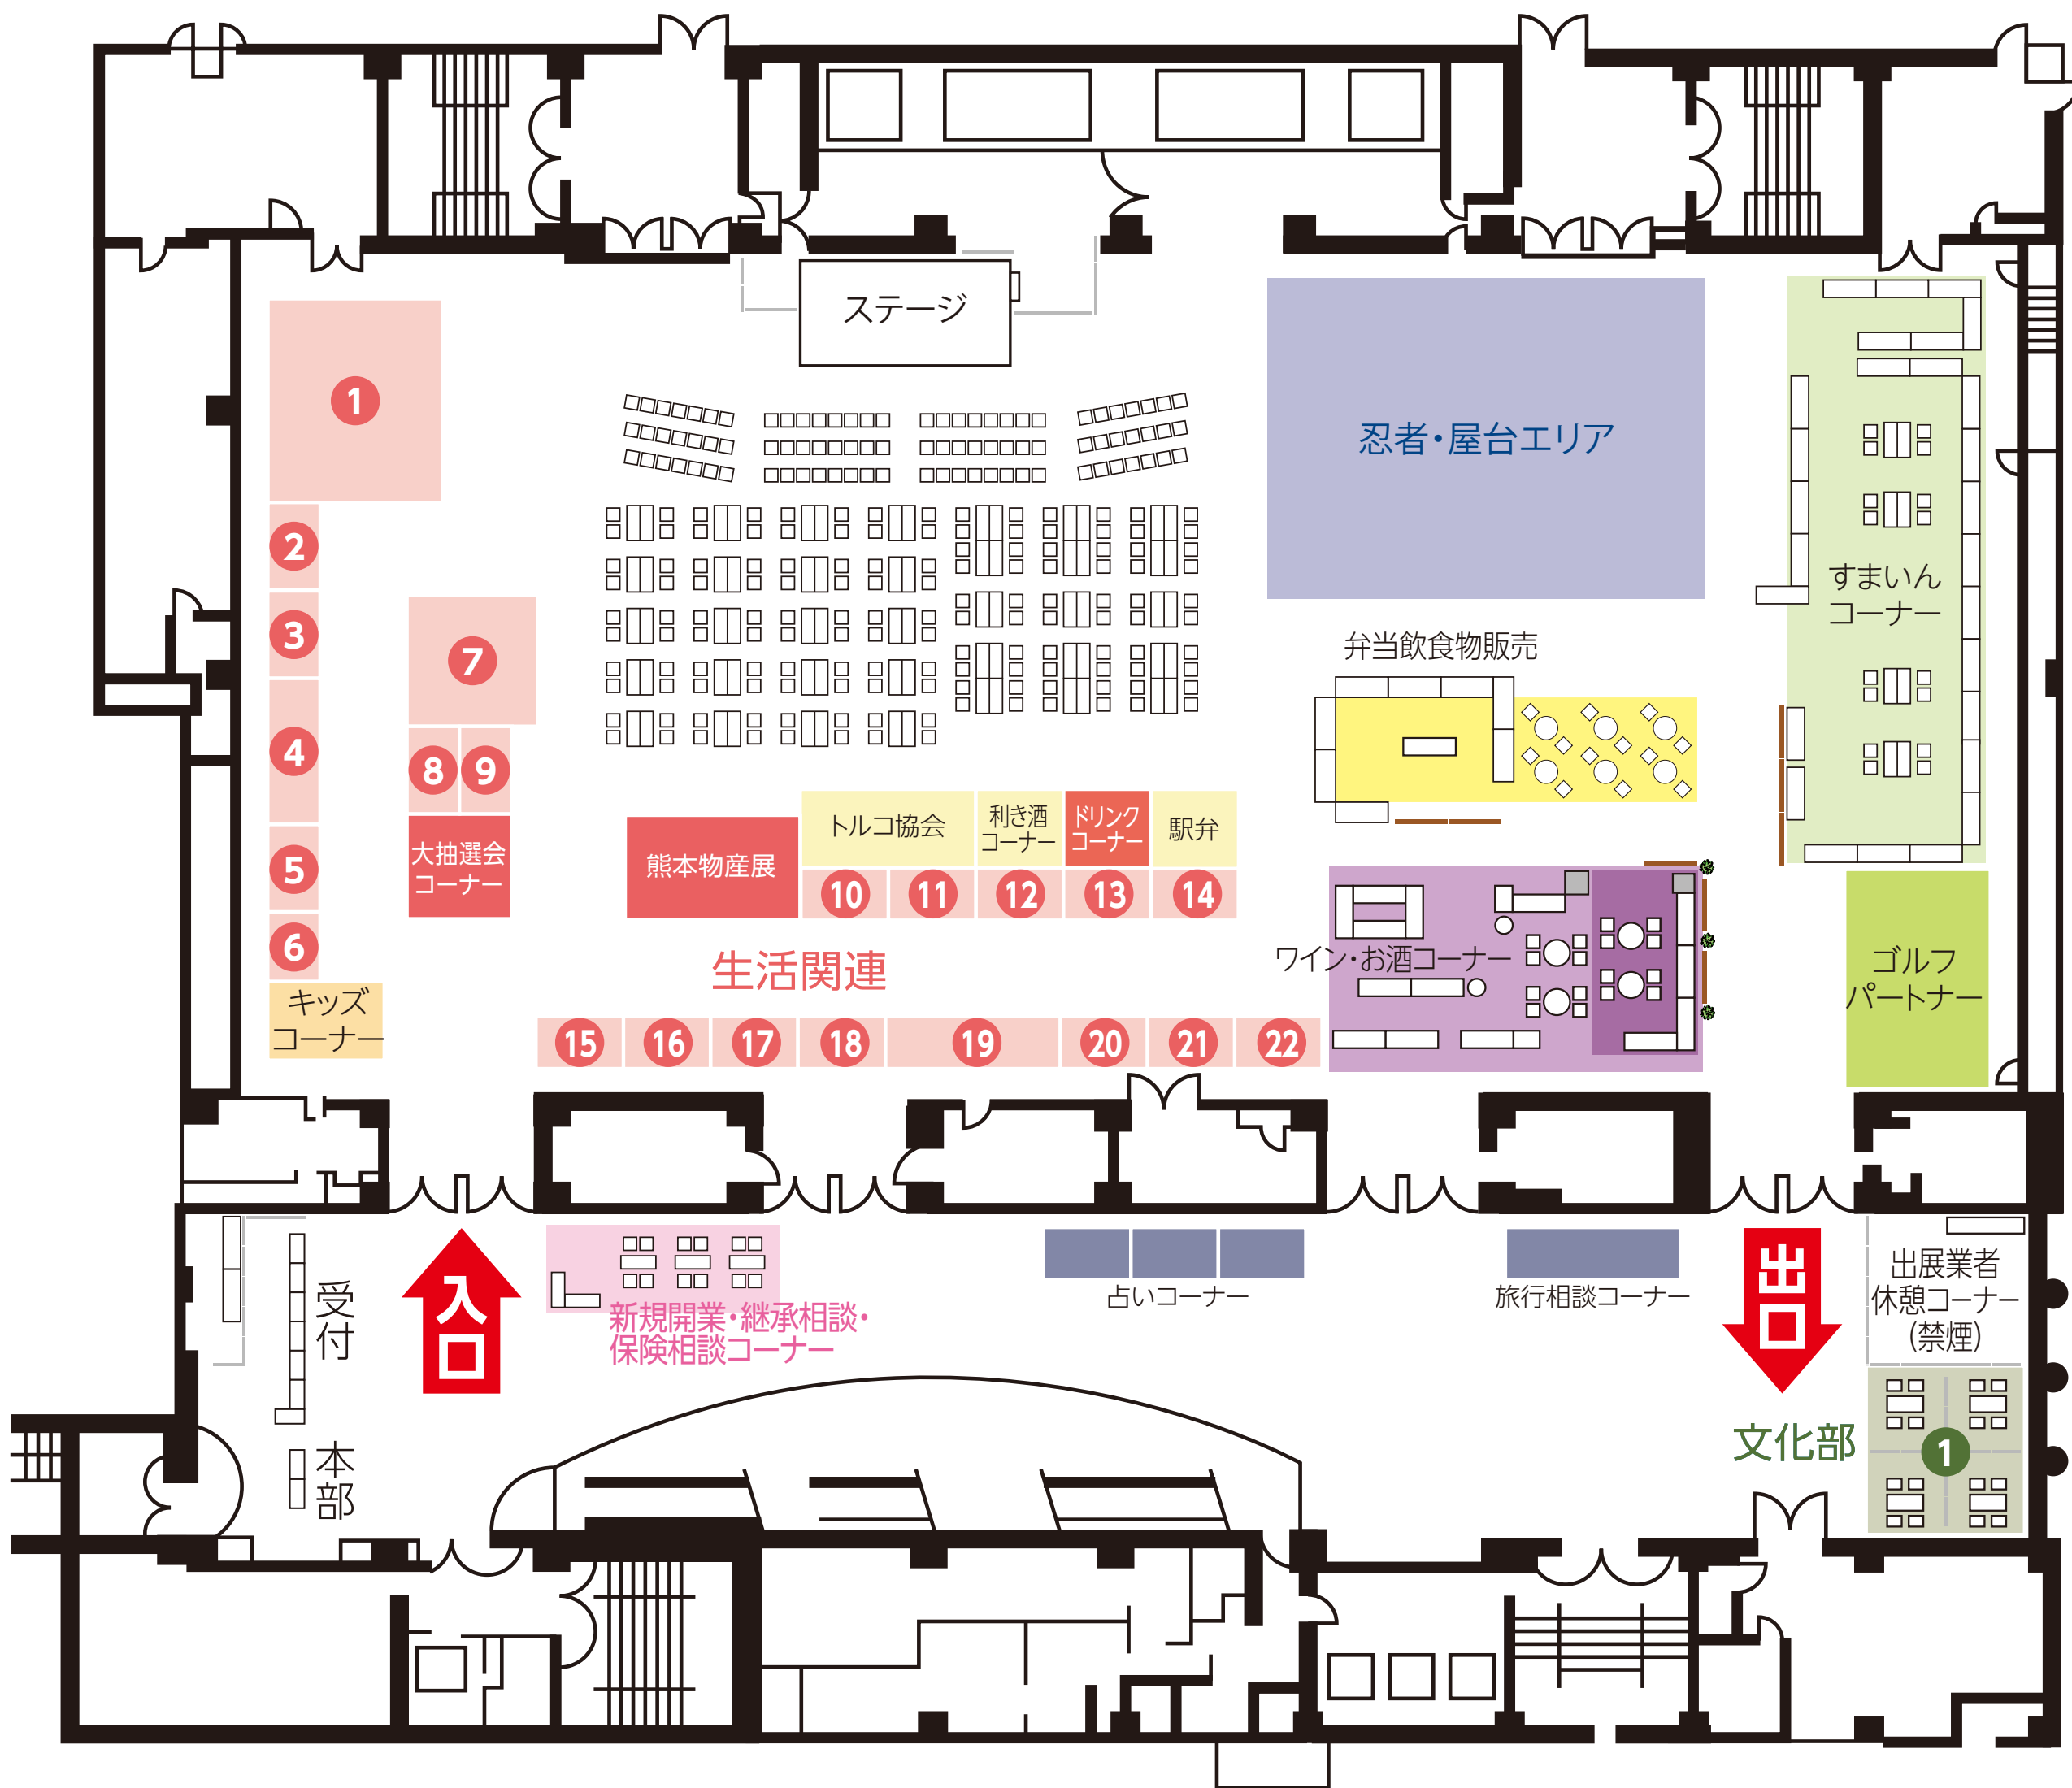 ステージ
1
忍者・屋台エリア
2
すまいん
コーナー
3
弁当飲食物販売
7
4
8
9
トルコ協会
利き酒
コーナー
ドリンク
コーナー
駅弁
大抽選会
コーナー
熊本物産展
5
10
11
12
13
14
6
生活関連
ワイン・お酒コーナー
ゴルフ
パートナー
キッズ
コーナー
15
16
17
18
19
20
21
22
受付
入口
新規開業・継承相談・
保険相談コーナー
占いコーナー
旅行相談コーナー
出口
出展業者
休憩コーナー
(禁煙)
本部
文化部
1